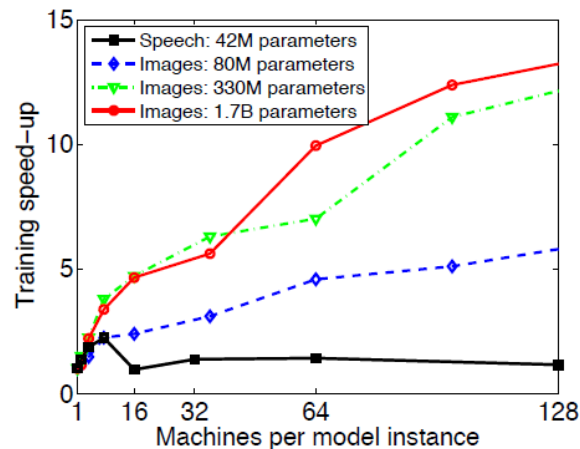 15
10
5
0
Training speed-up
Speech: 42M parameters
Images: 80M parameters
Images: 330M parameters
Images: 1.7B parameters
1 16 32 64 128
Machines per model instance